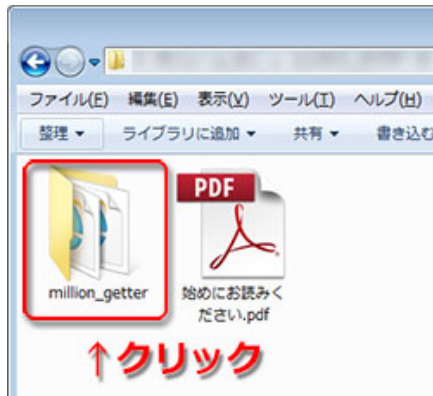 ファイル(F) 編集(E) 表示(V) ツール(T) ヘルプ(H)
整理 ライブラリに追加 共有 書き込む
PDF
million_getter
始めにお読みく
ださい.pdf
↑クリック